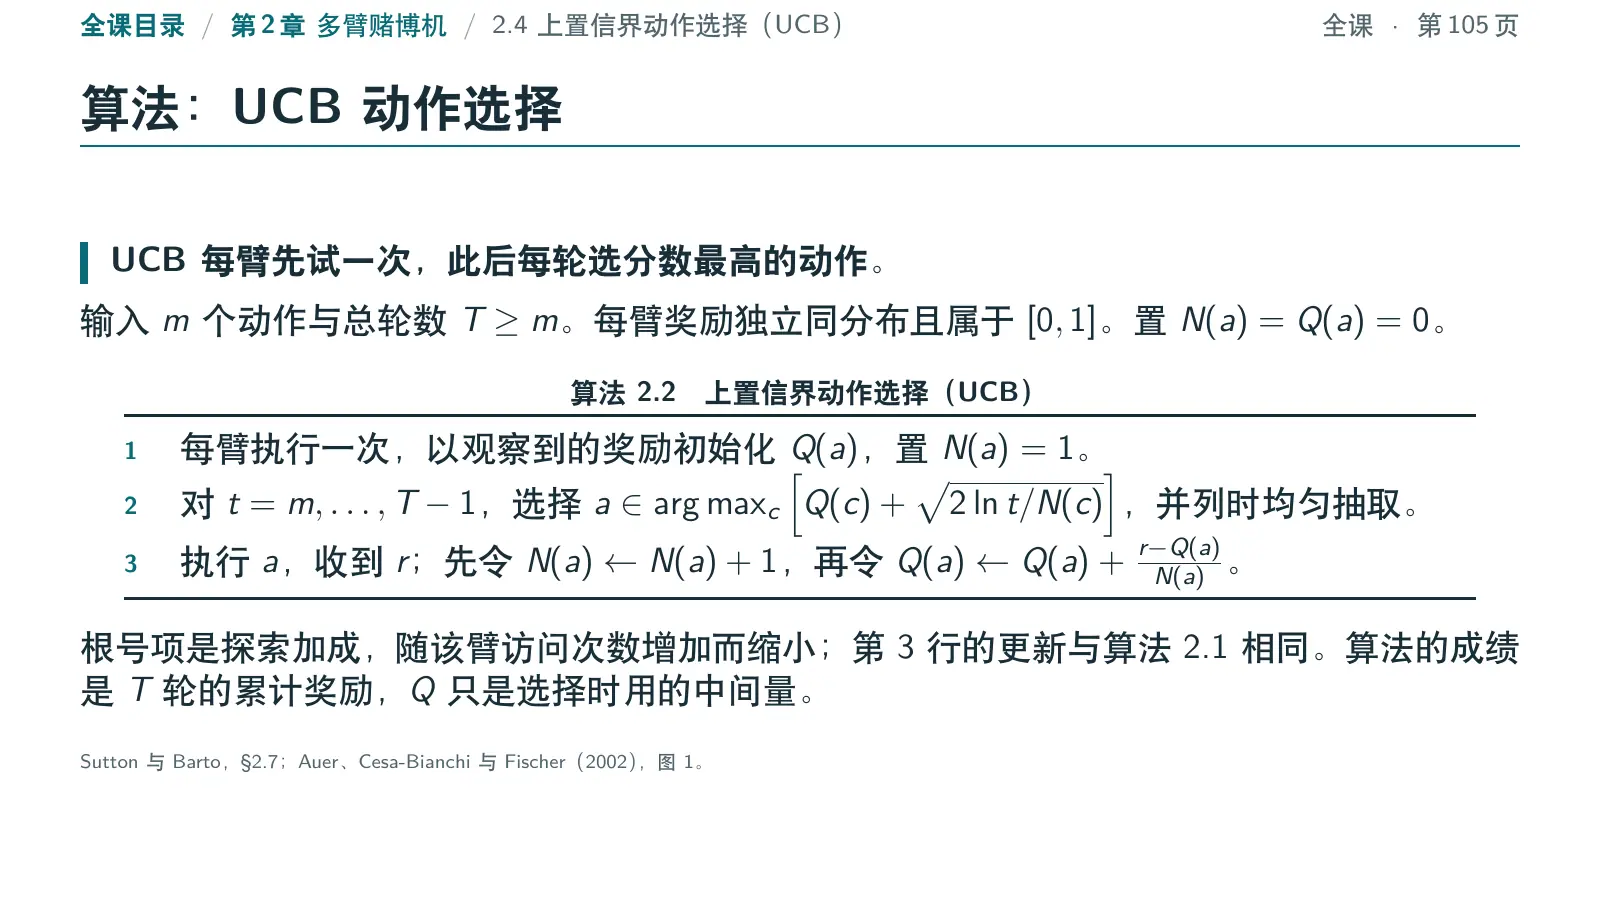 全课目录 / 第 2 章 多臂赌博机 / 2.4 上置信界动作选择（UCB） 全课 · 第 105 页
算法：UCB 动作选择
UCB 每臂先试一次，此后每轮选分数最高的动作。
输入 m 个动作与总轮数 T ≥ m。每臂奖励独立同分布且属于 [0, 1]。置 N(a) = Q(a) = 0。
算法 2.2 上置信界动作选择（UCB）
1 每臂执行一次，以观察到的奖励初始化 Q(a)，置 N(a) = 1。
2 对 t = m, . . . , T − 1，选择 a ∈ arg max_c [Q(c) + √(2 ln t/N(c))]，并列时均匀抽取。
3 执行 a，收到 r；先令 N(a) ← N(a) + 1，再令 Q(a) ← Q(a) + (r−Q(a))/N(a)。
根号项是探索加成，随该臂访问次数增加而缩小；第 3 行的更新与算法 2.1 相同。算法的成绩
是 T 轮的累计奖励，Q 只是选择时用的中间量。
Sutton 与 Barto，§2.7；Auer、Cesa-Bianchi 与 Fischer（2002），图 1。